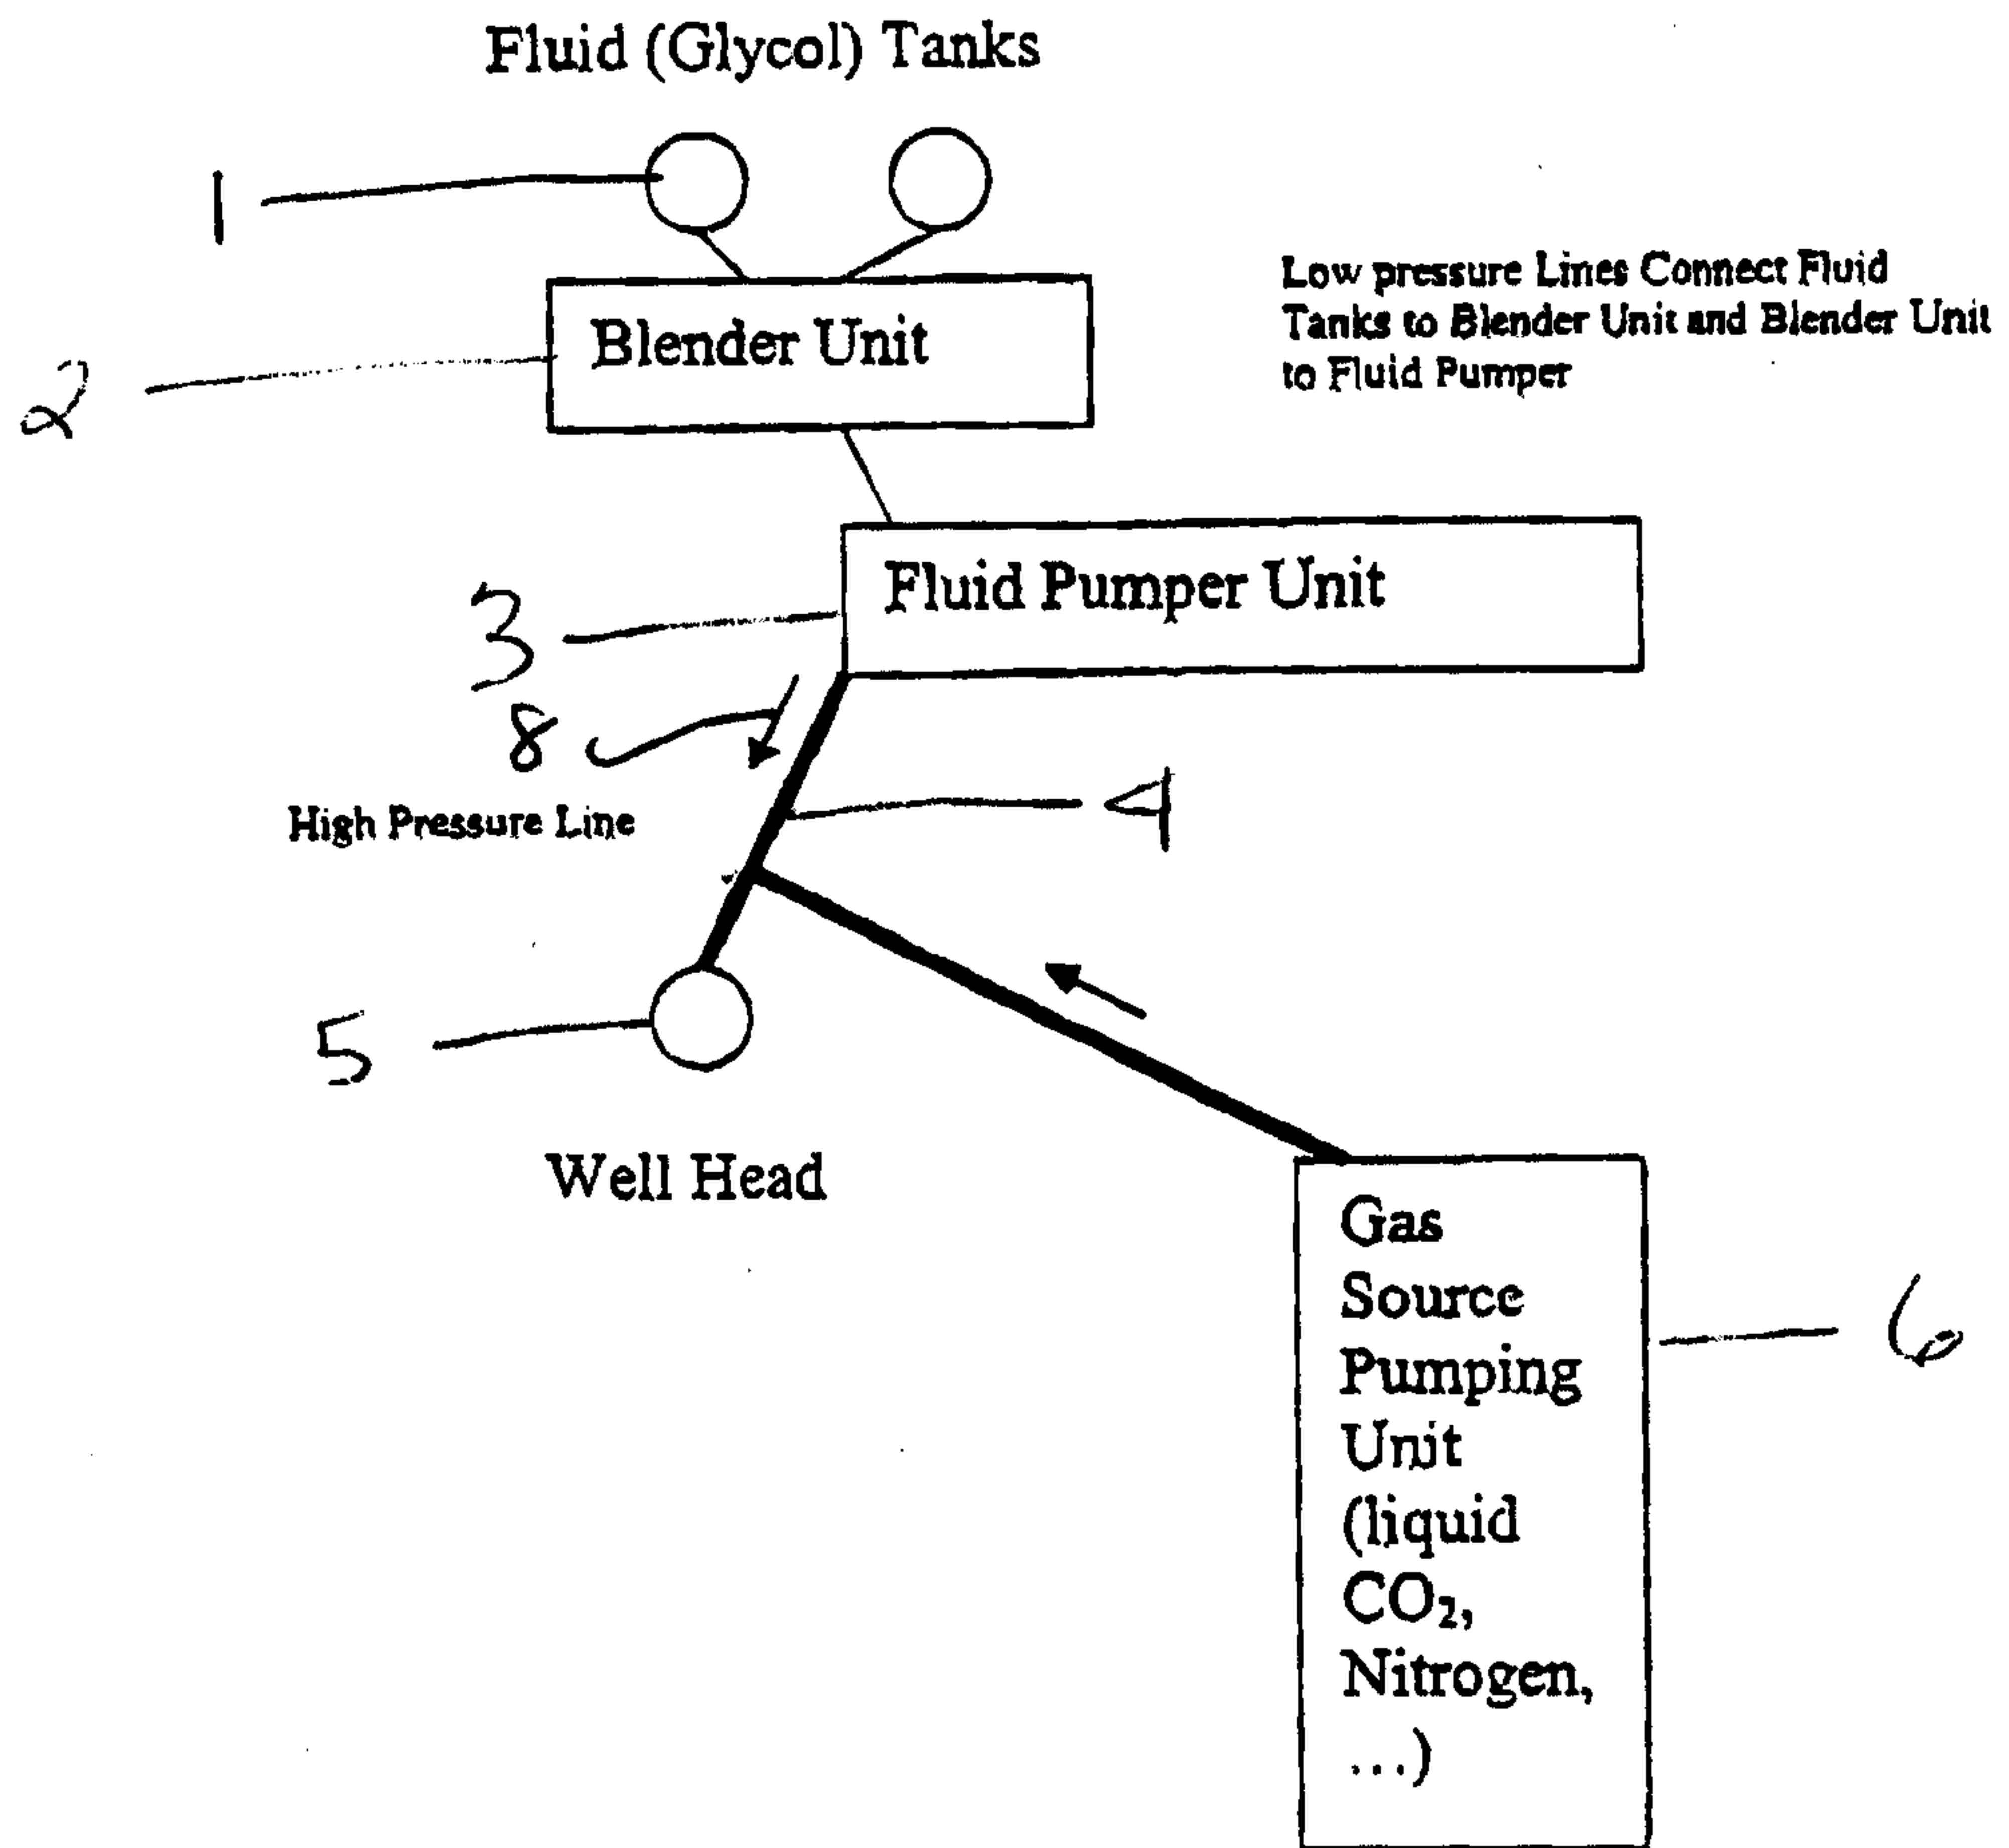 Fluid (Glycol) Tanks
1
Low pressure Lines Connect Fluid
Tanks to Blender Unit and Blender Unit
to Fluid Pumper
Blender Unit
2
Fluid Pumper Unit
3
8
High Pressure Line
4
5
Well Head
Gas
Source
Pumping
Unit
(liquid
CO₂,
Nitrogen,
...)
6